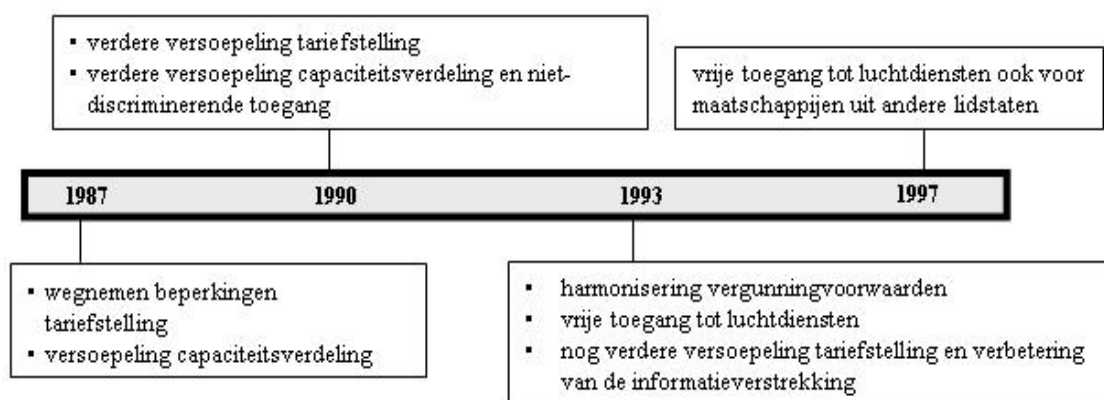 ▪ verdere versoepeling tariefstelling
▪ verdere versoepeling capaciteitsverdeling en niet-
discriminerende toegang
vrije toegang tot luchtdiensten ook voor
maatschappijen uit andere lidstaten
1987 1990 1993 1997
▪ wegnemen beperkingen
tariefstelling
▪ versoepeling capaciteitsverdeling
▪ harmonisering vergunningvoorwaarden
▪ vrije toegang tot luchtdiensten
▪ nog verdere versoepeling tariefstelling en verbetering
van de informatieverstrekking